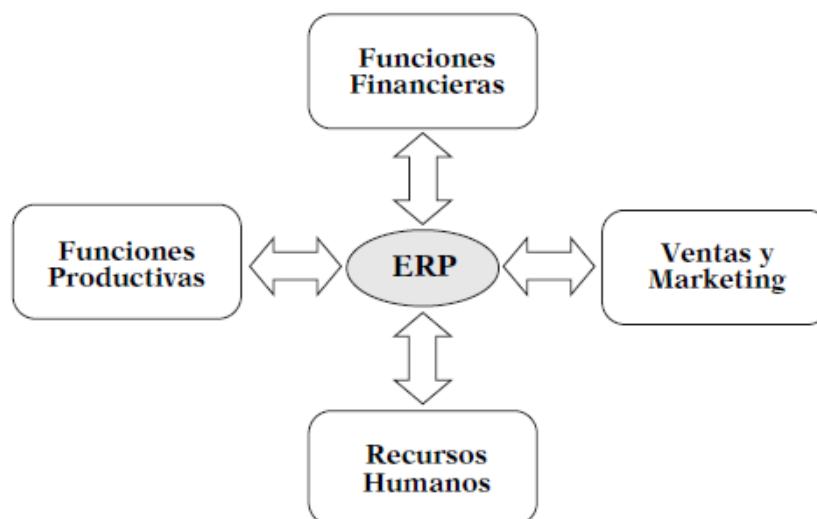 Funciones
Financieras
Funciones
Productivas
ERP
Ventas y
Marketing
Recursos
Humanos